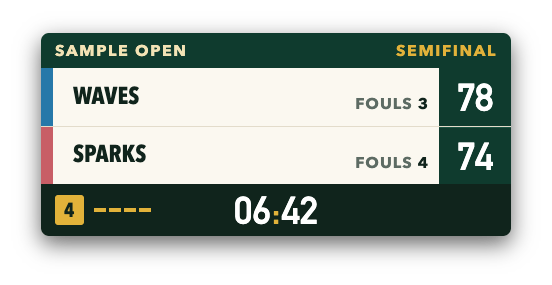 SAMPLE OPEN SEMIFINAL
WAVES FOULS 3 78
SPARKS FOULS 4 74
4 06:42